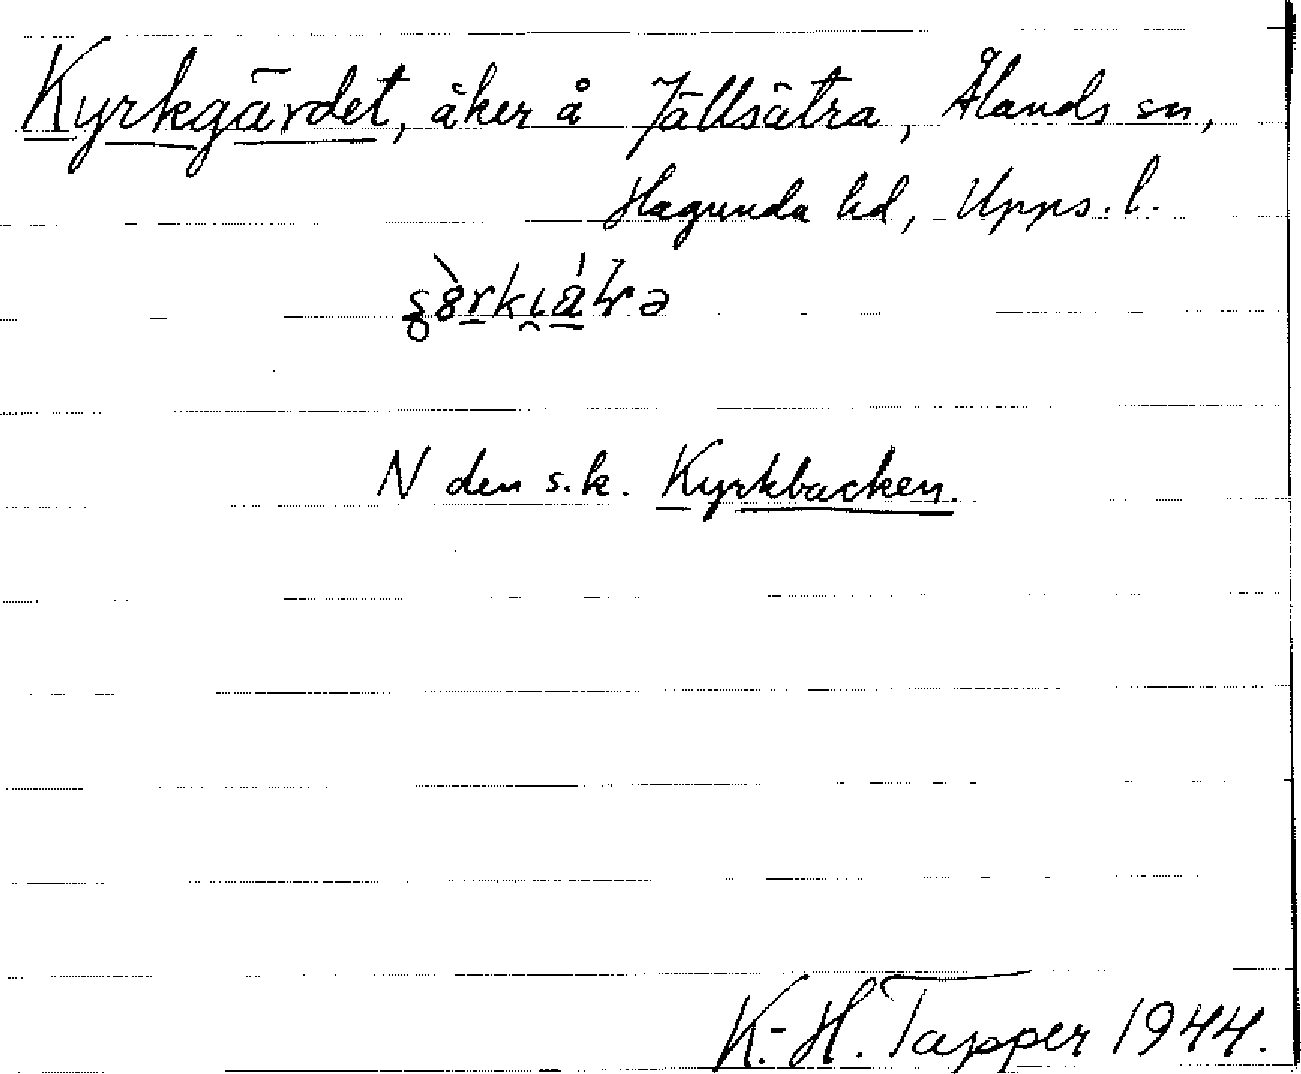 Kyrkgärdet, åker å Jällsätra, Ålands sn,
Hagunda hd, Upps. l.
N den s.k. Kyrkbacken.
K.-H. Tapper 1944.